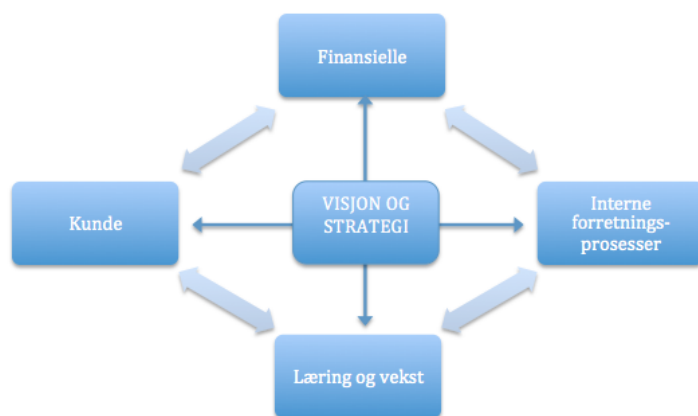 Finansielle
Kunde
VISJON OG
STRATEGI
Interne
forretnings-
prosesser
Læring og vekst